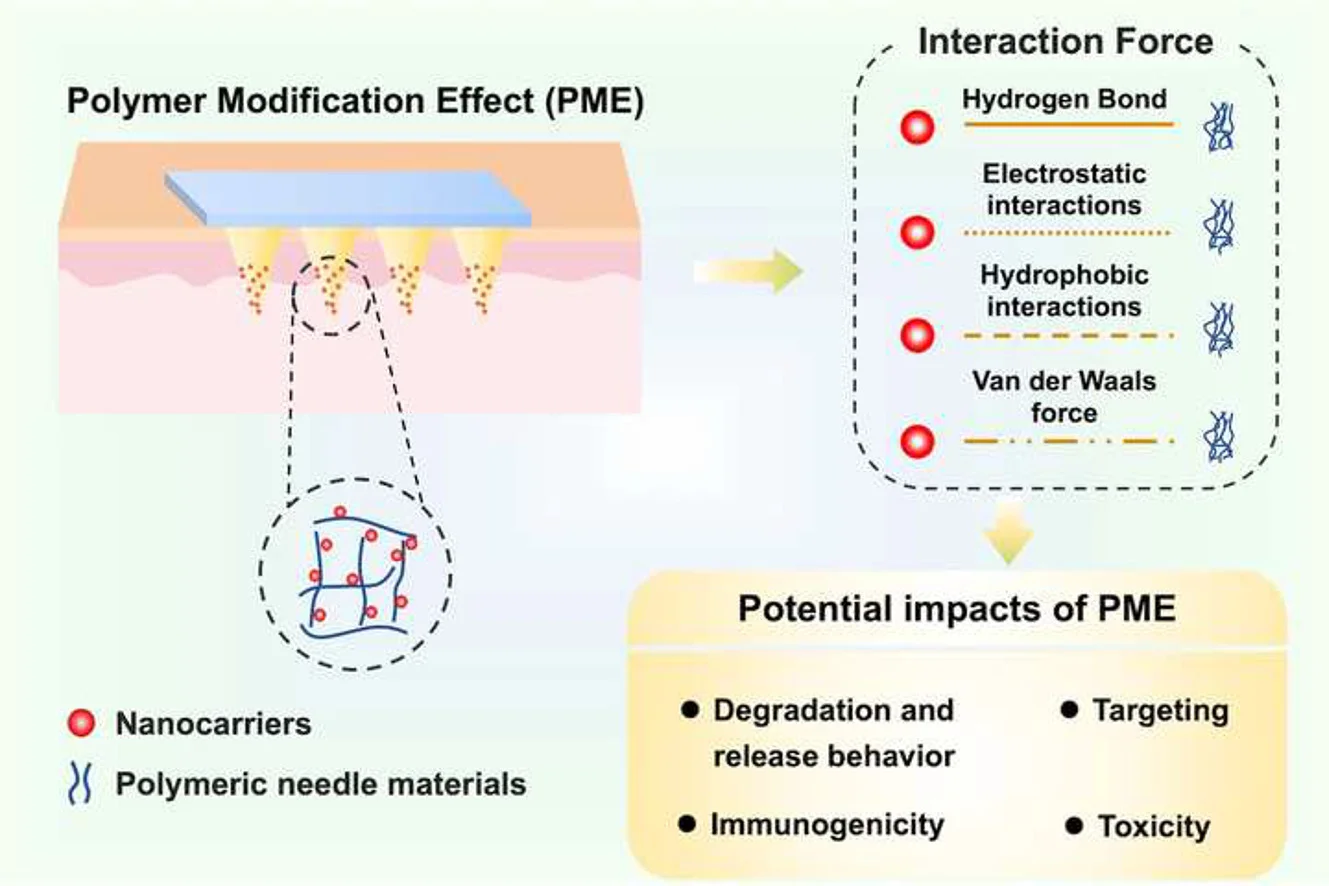 Polymer Modification Effect (PME)
Interaction Force
Hydrogen Bond
Electrostatic
interactions
Hydrophobic
interactions
Van der Waals
force
Nanocarriers
Polymeric needle materials
Potential impacts of PME
Degradation and
release behavior
Targeting
Immunogenicity
Toxicity